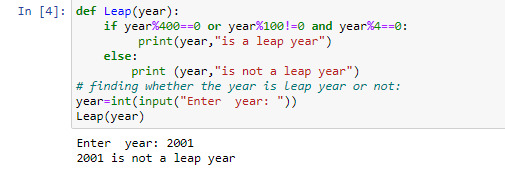 In [4]: def Leap(year):
if year%400==0 or year%100!=0 and year%4==0:
print(year,"is a leap year")
else:
print (year,"is not a leap year")
# finding whether the year is Leap year or not:
year=int(input("Enter  year: "))
Leap(year)
Enter  year: 2001
2001 is not a leap year